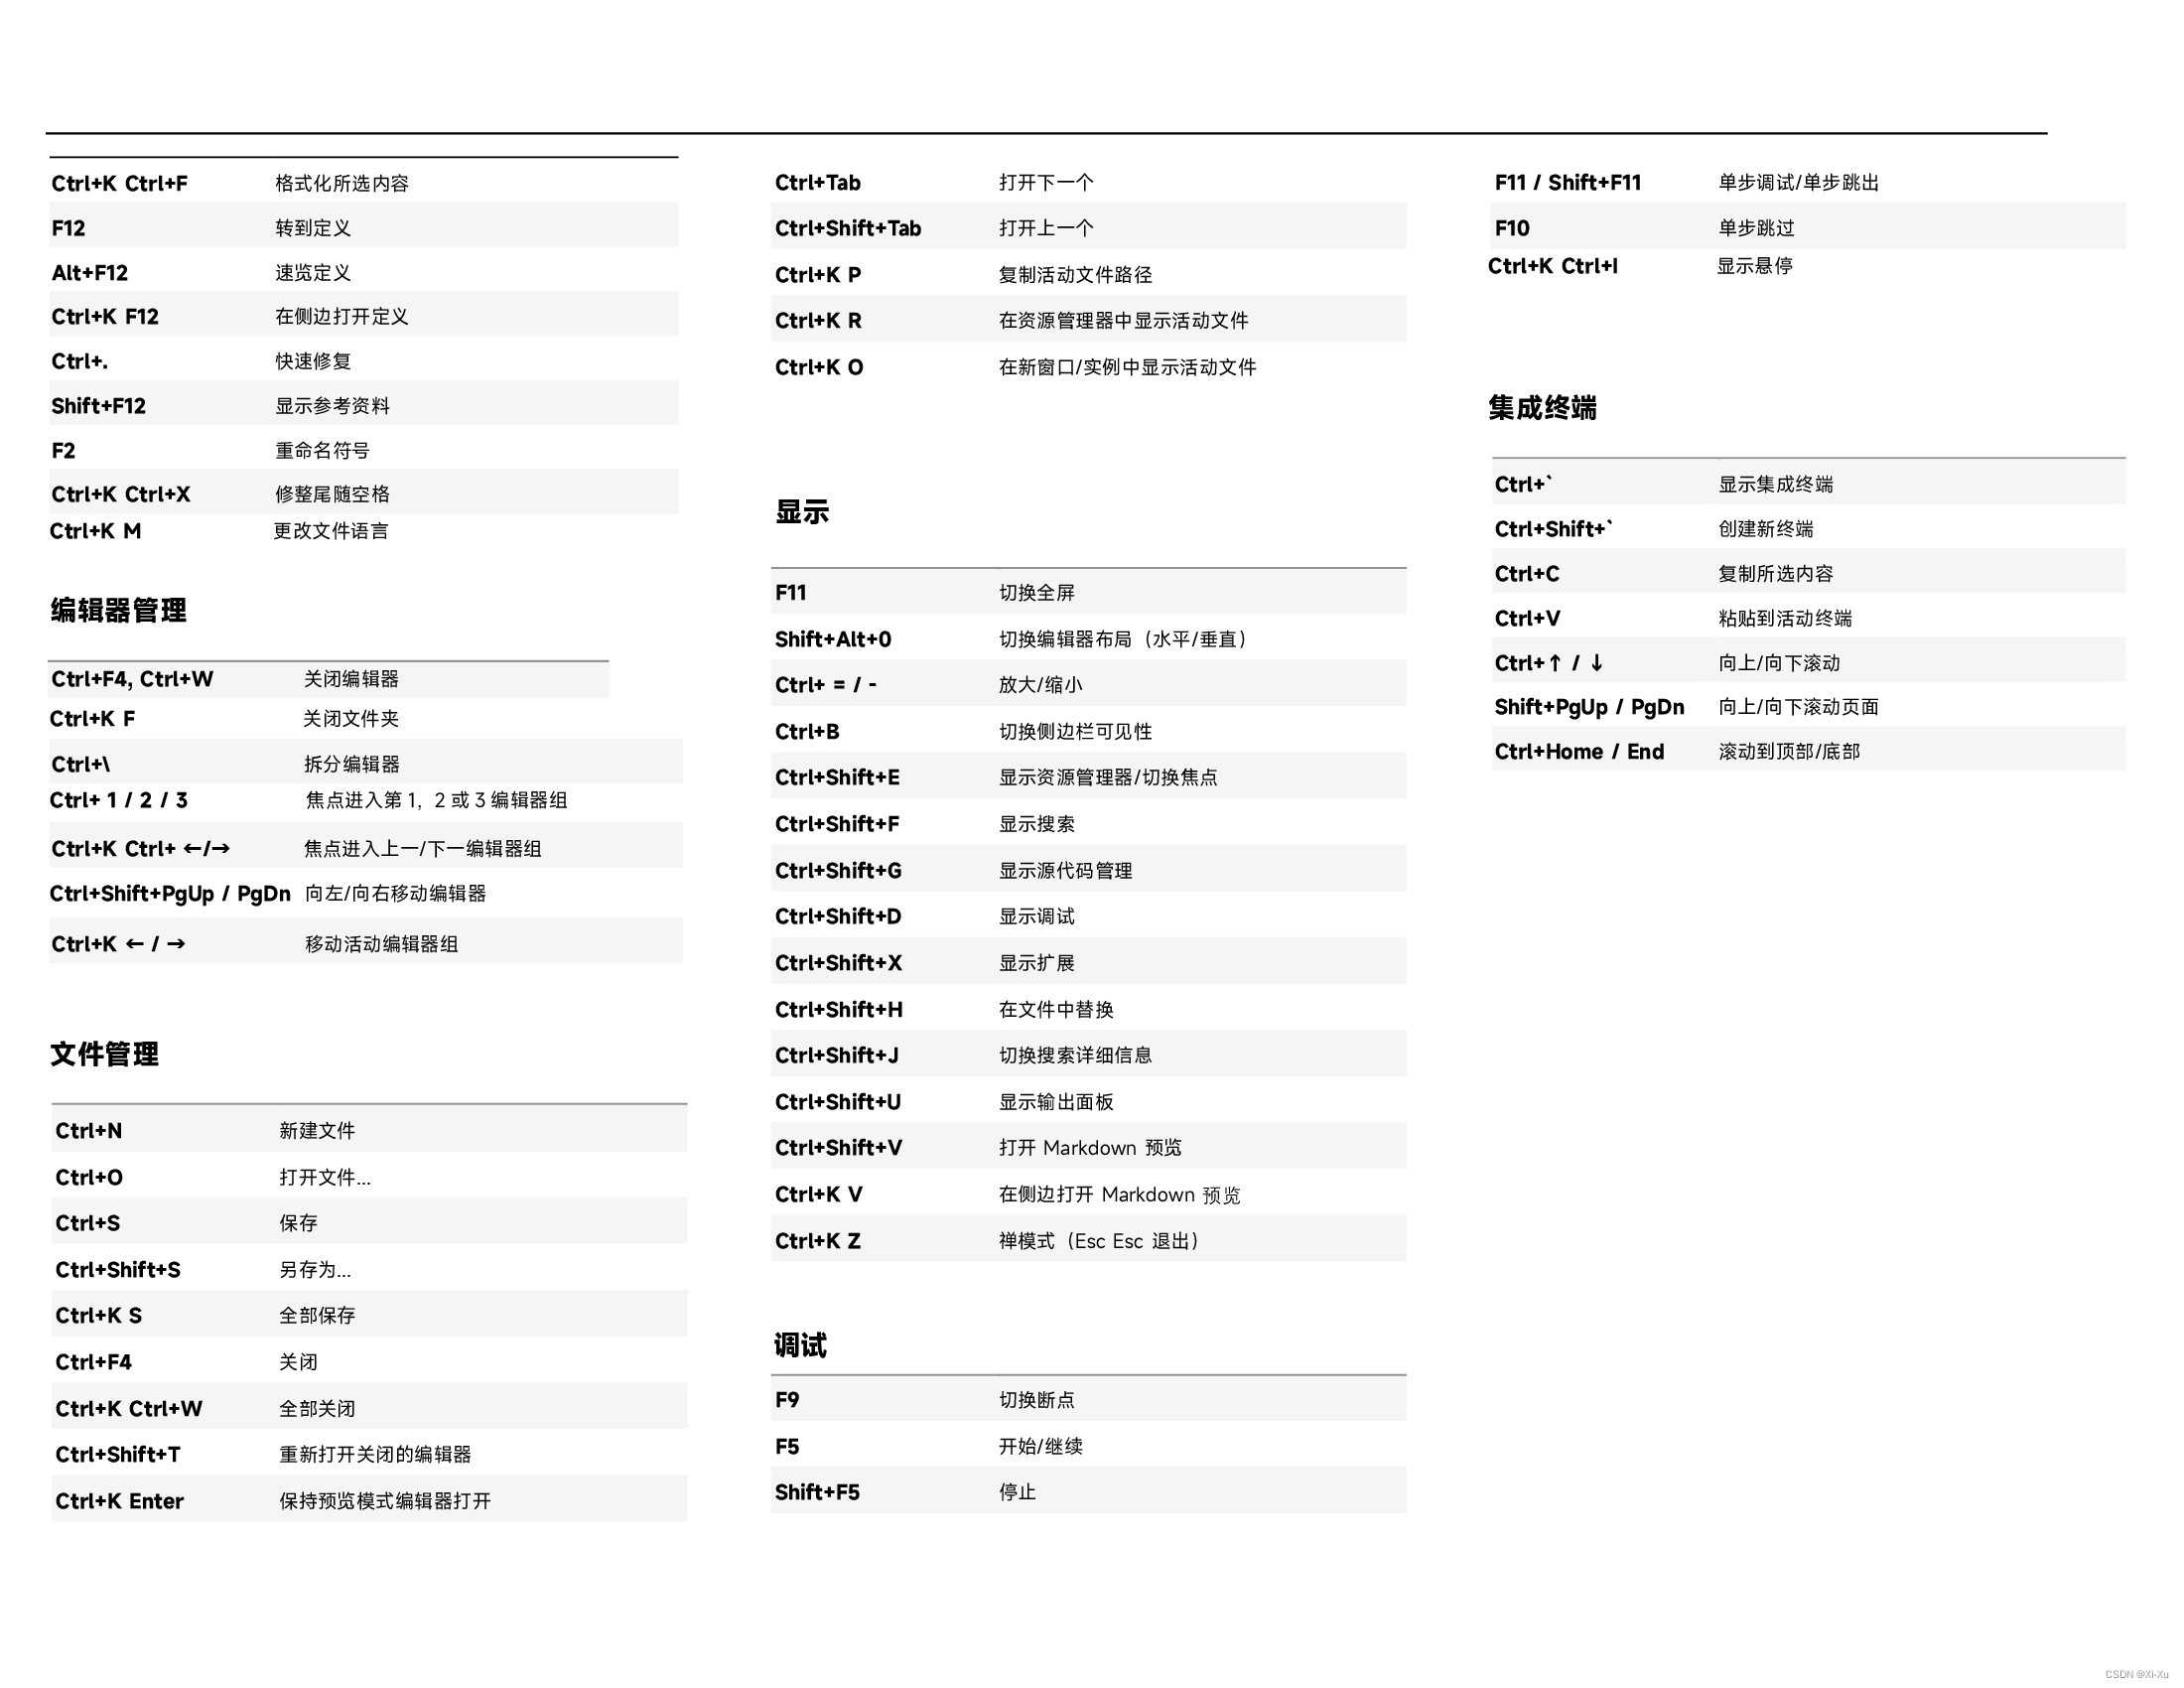 Ctrl+K Ctrl+F 格式化所选内容
F12 转到定义
Alt+F12 速览定义
Ctrl+K F12 在侧边打开定义
Ctrl+. 快速修复
Shift+F12 显示参考资料
F2 重命名符号
Ctrl+K Ctrl+X 修整尾随空格
Ctrl+K M 更改文件语言
编辑器管理
Ctrl+F4, Ctrl+W 关闭编辑器
Ctrl+K F 关闭文件夹
Ctrl+\ 拆分编辑器
Ctrl+ 1 / 2 / 3 焦点进入第 1, 2 或 3 编辑器组
Ctrl+K Ctrl+ ←/→ 焦点进入上一/下一编辑器组
Ctrl+Shift+PgUp / PgDn 向左/向右移动编辑器
Ctrl+K ← / → 移动活动编辑器组
文件管理
Ctrl+N 新建文件
Ctrl+O 打开文件...
Ctrl+S 保存
Ctrl+Shift+S 另存为...
Ctrl+K S 全部保存
Ctrl+F4 关闭
Ctrl+K Ctrl+W 全部关闭
Ctrl+Shift+T 重新打开关闭的编辑器
Ctrl+K Enter 保持预览模式编辑器打开
Ctrl+Tab 打开下一个
Ctrl+Shift+Tab 打开上一个
Ctrl+K P 复制活动文件路径
Ctrl+K R 在资源管理器中显示活动文件
Ctrl+K O 在新窗口/实例中显示活动文件
显示
F11 切换全屏
Shift+Alt+0 切换编辑器布局（水平/垂直）
Ctrl+ = / - 放大/缩小
Ctrl+B 切换侧边栏可见性
Ctrl+Shift+E 显示资源管理器/切换焦点
Ctrl+Shift+F 显示搜索
Ctrl+Shift+G 显示源代码管理
Ctrl+Shift+D 显示调试
Ctrl+Shift+X 显示扩展
Ctrl+Shift+H 在文件中替换
Ctrl+Shift+J 切换搜索详细信息
Ctrl+Shift+U 显示输出面板
Ctrl+Shift+V 打开 Markdown 预览
Ctrl+K V 在侧边打开 Markdown 预览
Ctrl+K Z 禅模式（Esc Esc 退出）
调试
F9 切换断点
F5 开始/继续
Shift+F5 停止
F11 / Shift+F11 单步调试/单步跳出
F10 单步跳过
Ctrl+K Ctrl+I 显示悬停
集成终端
Ctrl+` 显示集成终端
Ctrl+Shift+` 创建新终端
Ctrl+C 复制所选内容
Ctrl+V 粘贴到活动终端
Ctrl+↑ / ↓ 向上/向下滚动
Shift+PgUp / PgDn 向上/向下滚动页面
Ctrl+Home / End 滚动到顶部/底部
CSDN @Xi-Xu